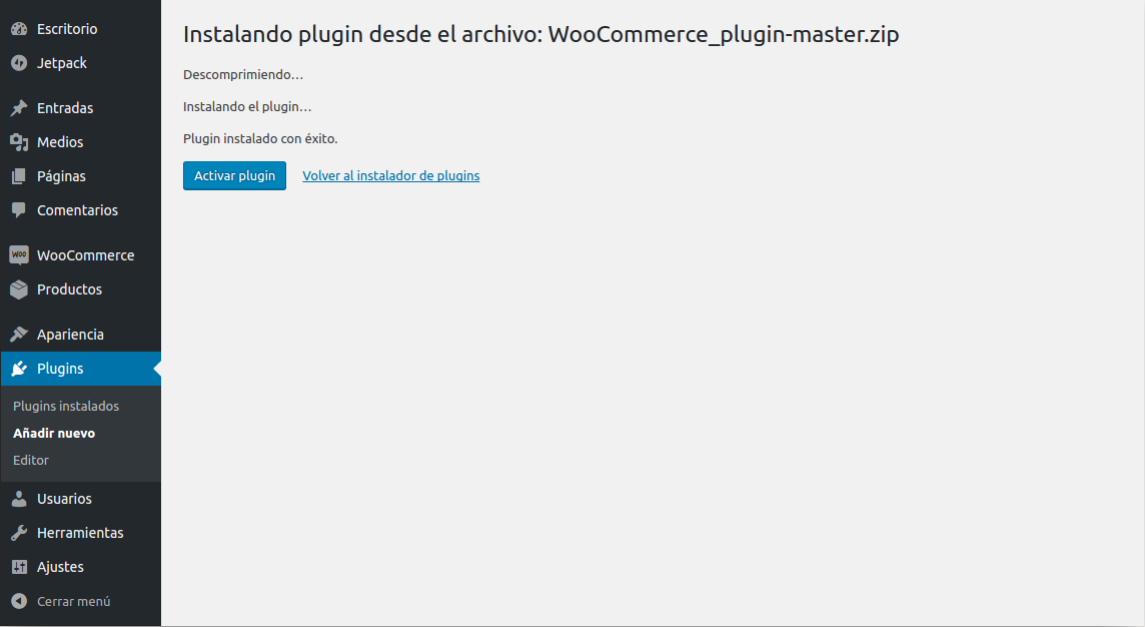 Escritorio
Jetpack
Entradas
Medios
Páginas
Comentarios
WOO WooCommerce
Productos
Apariencia
Plugins
Plugins instalados
Añadir nuevo
Editor
Usuarios
Herramientas
Ajustes
Cerrar menú
Instalando plugin desde el archivo: WooCommerce_plugin-master.zip
Descomprimiendo…
Instalando el plugin…
Plugin instalado con éxito.
Activar plugin Volver al instalador de plugins